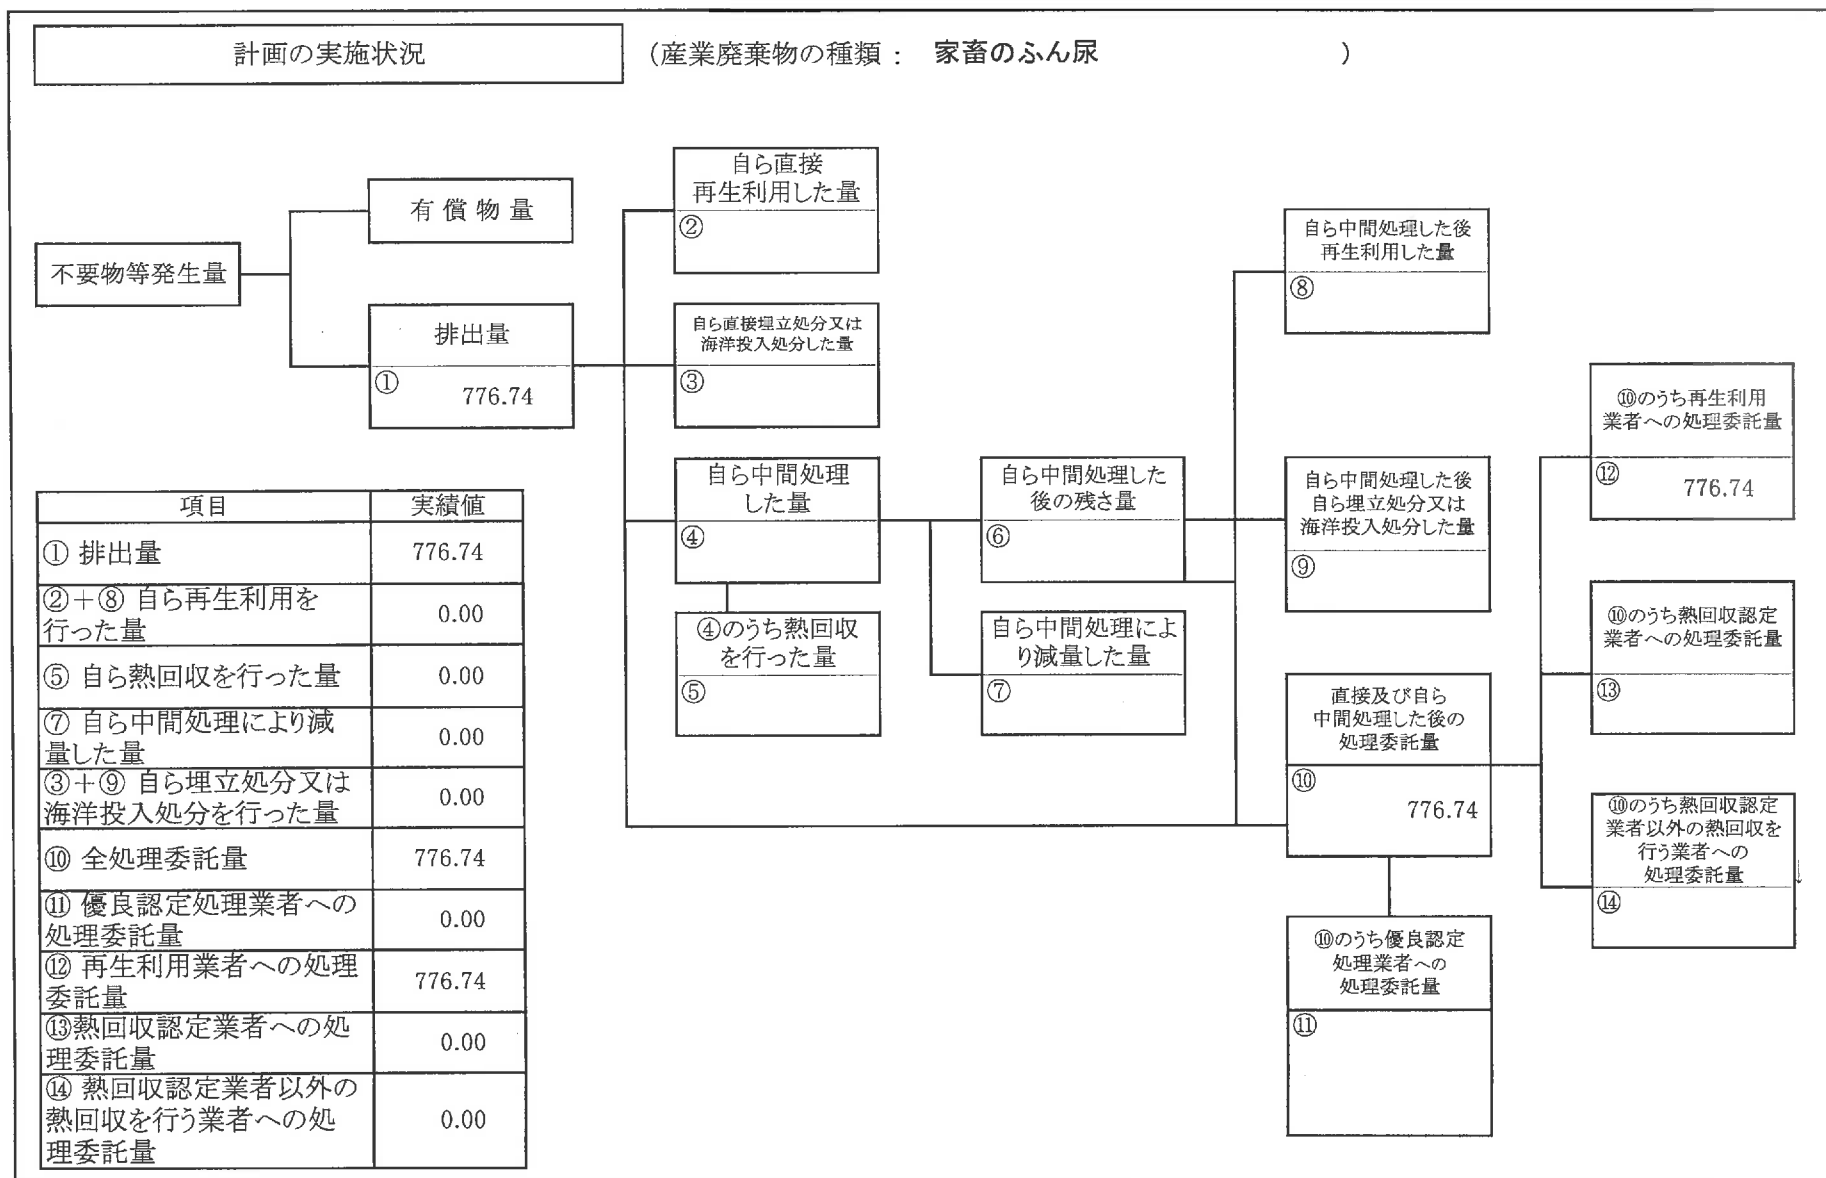 計画の実施状況
(産業廃棄物の種類： 家畜のふん尿 )
不要物等発生量
有償物量
排出量
①
776.74
自ら直接
再生利用した量
②
自ら直接埋立処分又は
海洋投入処分した量
③
自ら中間処理
した量
④
④のうち熱回収
を行った量
⑤
自ら中間処理した
後の残さ量
⑥
自ら中間処理によ
り減量した量
⑦
自ら中間処理した後
再生利用した量
⑧
自ら中間処理した後
自ら埋立処分又は
海洋投入処分した量
⑨
直接及び自ら
中間処理した後の
処理委託量
⑩
776.74
⑩のうち優良認定
処理業者への
処理委託量
⑪
⑩のうち再生利用
業者への処理委託量
⑫
776.74
⑩のうち熱回収認定
業者への処理委託量
⑬
⑩のうち熱回収認定
業者以外の熱回収を
行う業者への
処理委託量
⑭
項目 実績値
① 排出量 776.74
②＋⑧ 自ら再生利用を
行った量 0.00
⑤ 自ら熱回収を行った量 0.00
⑦ 自ら中間処理により減
量した量 0.00
③＋⑨ 自ら埋立処分又は
海洋投入処分を行った量 0.00
⑩ 全処理委託量 776.74
⑪ 優良認定処理業者への
処理委託量 0.00
⑫ 再生利用業者への処理
委託量 776.74
⑬熱回収認定業者への処
理委託量 0.00
⑭ 熱回収認定業者以外の
熱回収を行う業者への処
理委託量 0.00